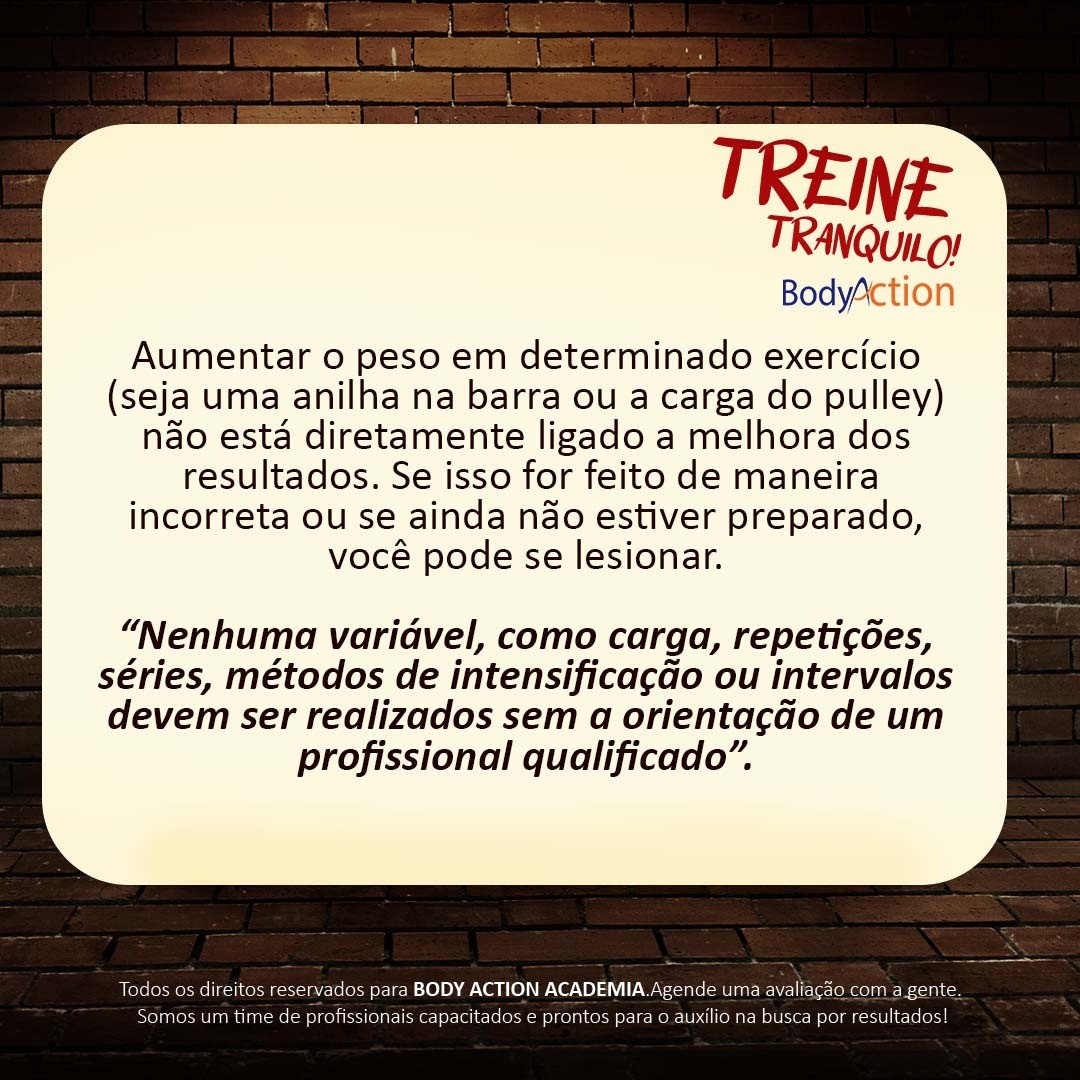 TREINE
TRANQUILO!
BodyAction
Aumentar o peso em determinado exercício
(seja uma anilha na barra ou a carga do pulley)
não está diretamente ligado a melhora dos
resultados. Se isso for feito de maneira
incorreta ou se ainda não estiver preparado,
você pode se lesionar.
“Nenhuma variável, como carga, repetições,
séries, métodos de intensificação ou intervalos
devem ser realizados sem a orientação de um
profissional qualificado”.
Todos os direitos reservados para BODY ACTION ACADEMIA.Agende uma avaliação com a gente.
Somos um time de profissionais capacitados e prontos para o auxílio na busca por resultados!